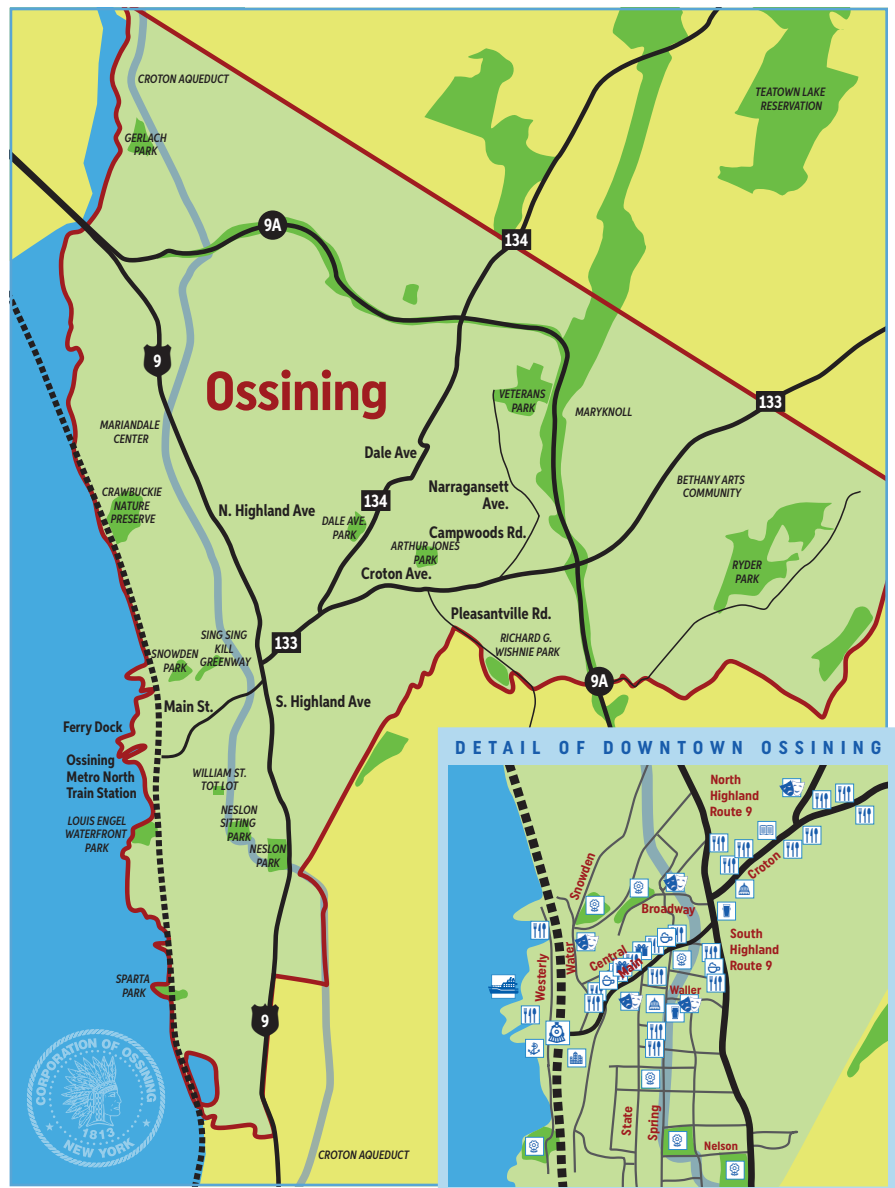 CROTON AQUEDUCT
TEATOWN LAKE
RESERVATION
GERLACH
PARK
9A
134
9
Ossining
133
VETERANS
PARK
MARYKNOLL
MARIANDALE
CENTER
Dale Ave
BETHANY ARTS
COMMUNITY
CRAWBUCKIE
NATURE
PRESERVE
N. Highland Ave
134
Narragansett
Ave.
DALE AVE.
PARK
Campwoods Rd.
ARTHUR JONES
PARK
Croton Ave.
RYDER
PARK
Pleasantville Rd.
SING SING
KILL
GREENWAY
133
SNOWDEN
PARK
RICHARD G.
WISHNIE PARK
9A
Main St.
S. Highland Ave
Ferry Dock
Ossining
Metro North
Train Station
WILLIAM ST.
TOT LOT
LOUIS ENGEL
WATERFRONT
PARK
NESLON
SITTING
PARK
NESLON
PARK
SPARTA
PARK
9
CORPORATION OF OSSINING
1813
NEW YORK
CROTON AQUEDUCT
DETAIL OF DOWNTOWN OSSINING
North
Highland
Route 9
Croton
Snowden
Broadway
South
Highland
Route 9
Water
Westerly
Central
Main
Waller
State
Spring
Nelson